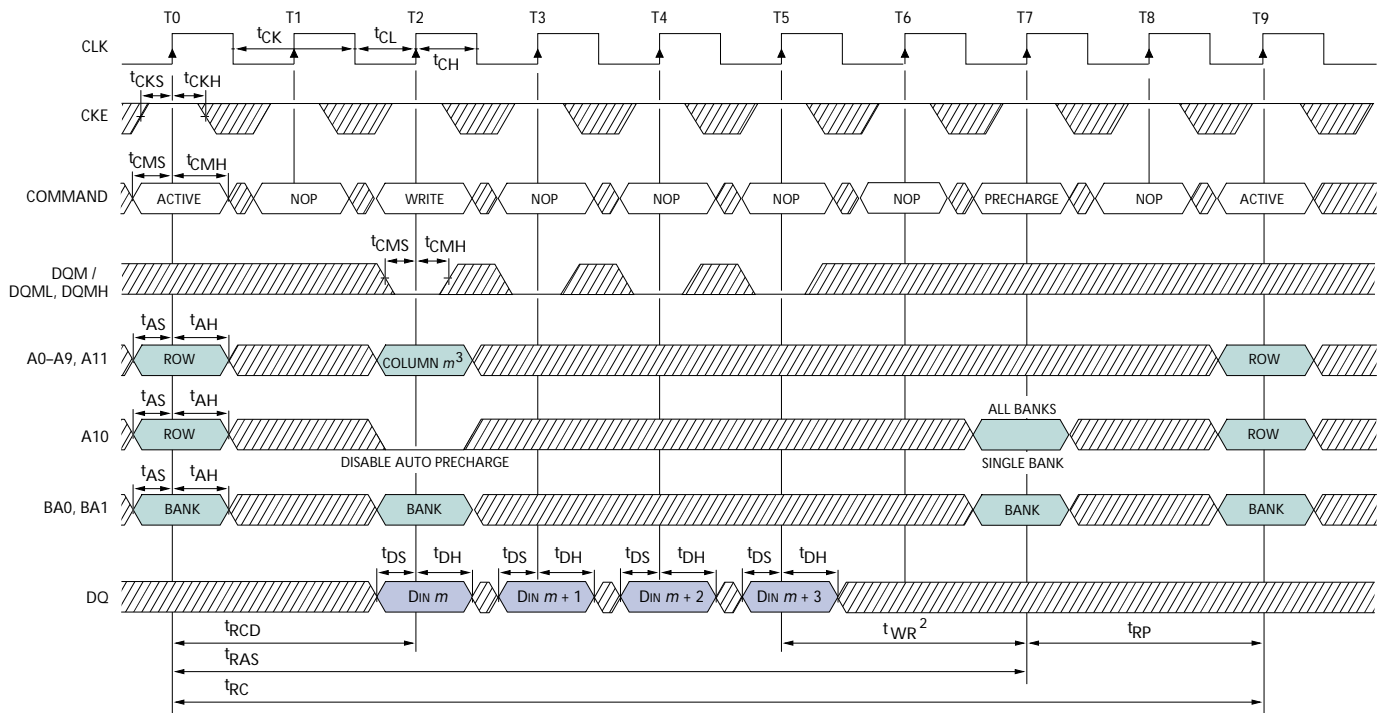 T0 T1 T2 T3 T4 T5 T6 T7 T8 T9
CLK
tCK tCL
tCH
tCKS tCKH
CKE
tCMS tCMH
COMMAND ACTIVE NOP WRITE NOP NOP NOP NOP PRECHARGE NOP ACTIVE
tCMS tCMH
DQM /
DQML, DQMH
tAS tAH
A0–A9, A11 ROW COLUMN m3 ROW
tAS tAH ALL BANKS
A10 ROW ROW
DISABLE AUTO PRECHARGE SINGLE BANK
tAS tAH
BA0, BA1 BANK BANK BANK BANK
tDS tDH tDS tDH tDS tDH tDS tDH
DQ DIN m DIN m + 1 DIN m + 2 DIN m + 3
tRCD tWR2 tRP
tRAS
tRC